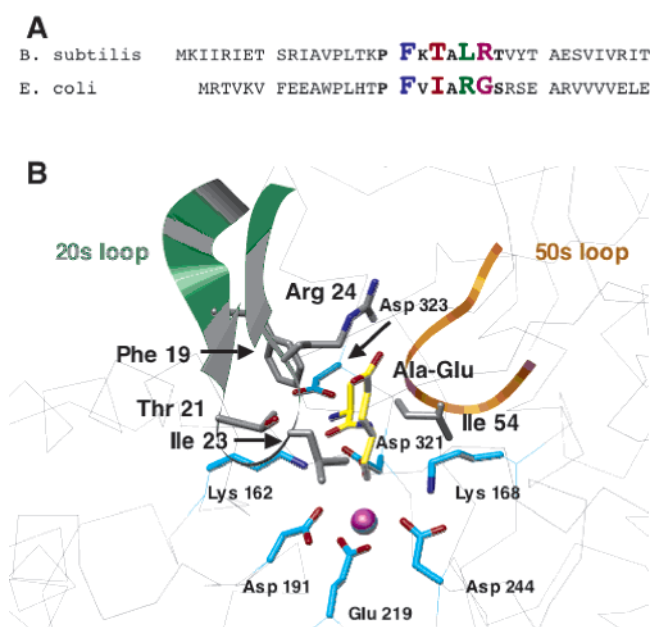 A
B. subtilis MKIIRIET SRIAVPLTKP FKTALRTVYT AESVIVRIT
E. coli MRTVKV FEEAWPLHTP FVIARGSRSE ARVVVVELE
B
20s loop
50s loop
Arg 24
Asp 323
Phe 19
Ala-Glu
Thr 21
Ile 54
Ile 23
Asp 321
Lys 162
Lys 168
Asp 191
Asp 244
Glu 219